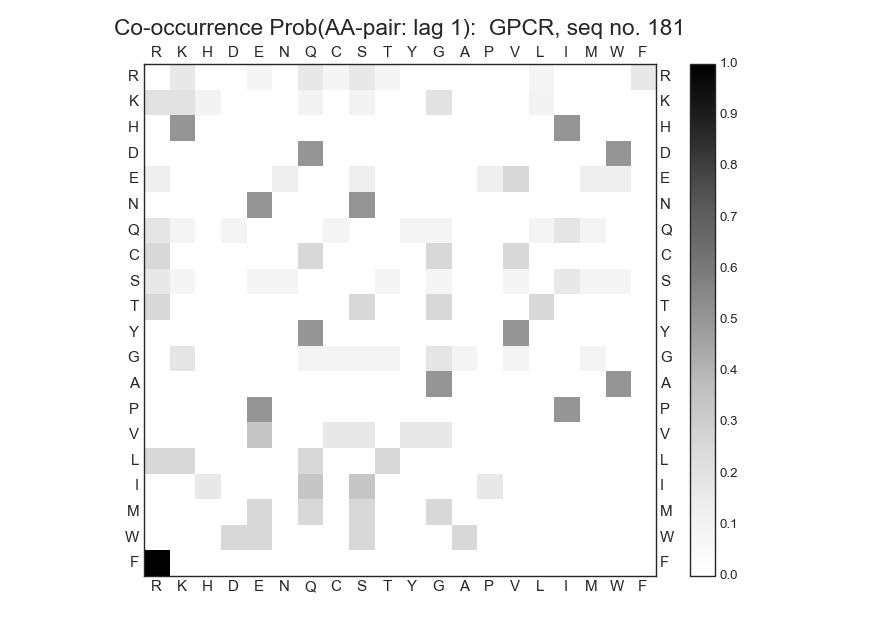 Co-occurrence Prob(AA-pair: lag 1):  GPCR, seq no. 181
R K H D E N Q C S T Y G A P V L I M W F
R R 1.0
K K 0.9
H H
D D 0.8
E E
N N 0.7
Q Q
C C 0.6
S S
T T
Y Y 0.5
G G
A A 0.4
P P
V V 0.3
L L
I I 0.2
M M
W W 0.1
F F 0.0
R K H D E N Q C S T Y G A P V L I M W F